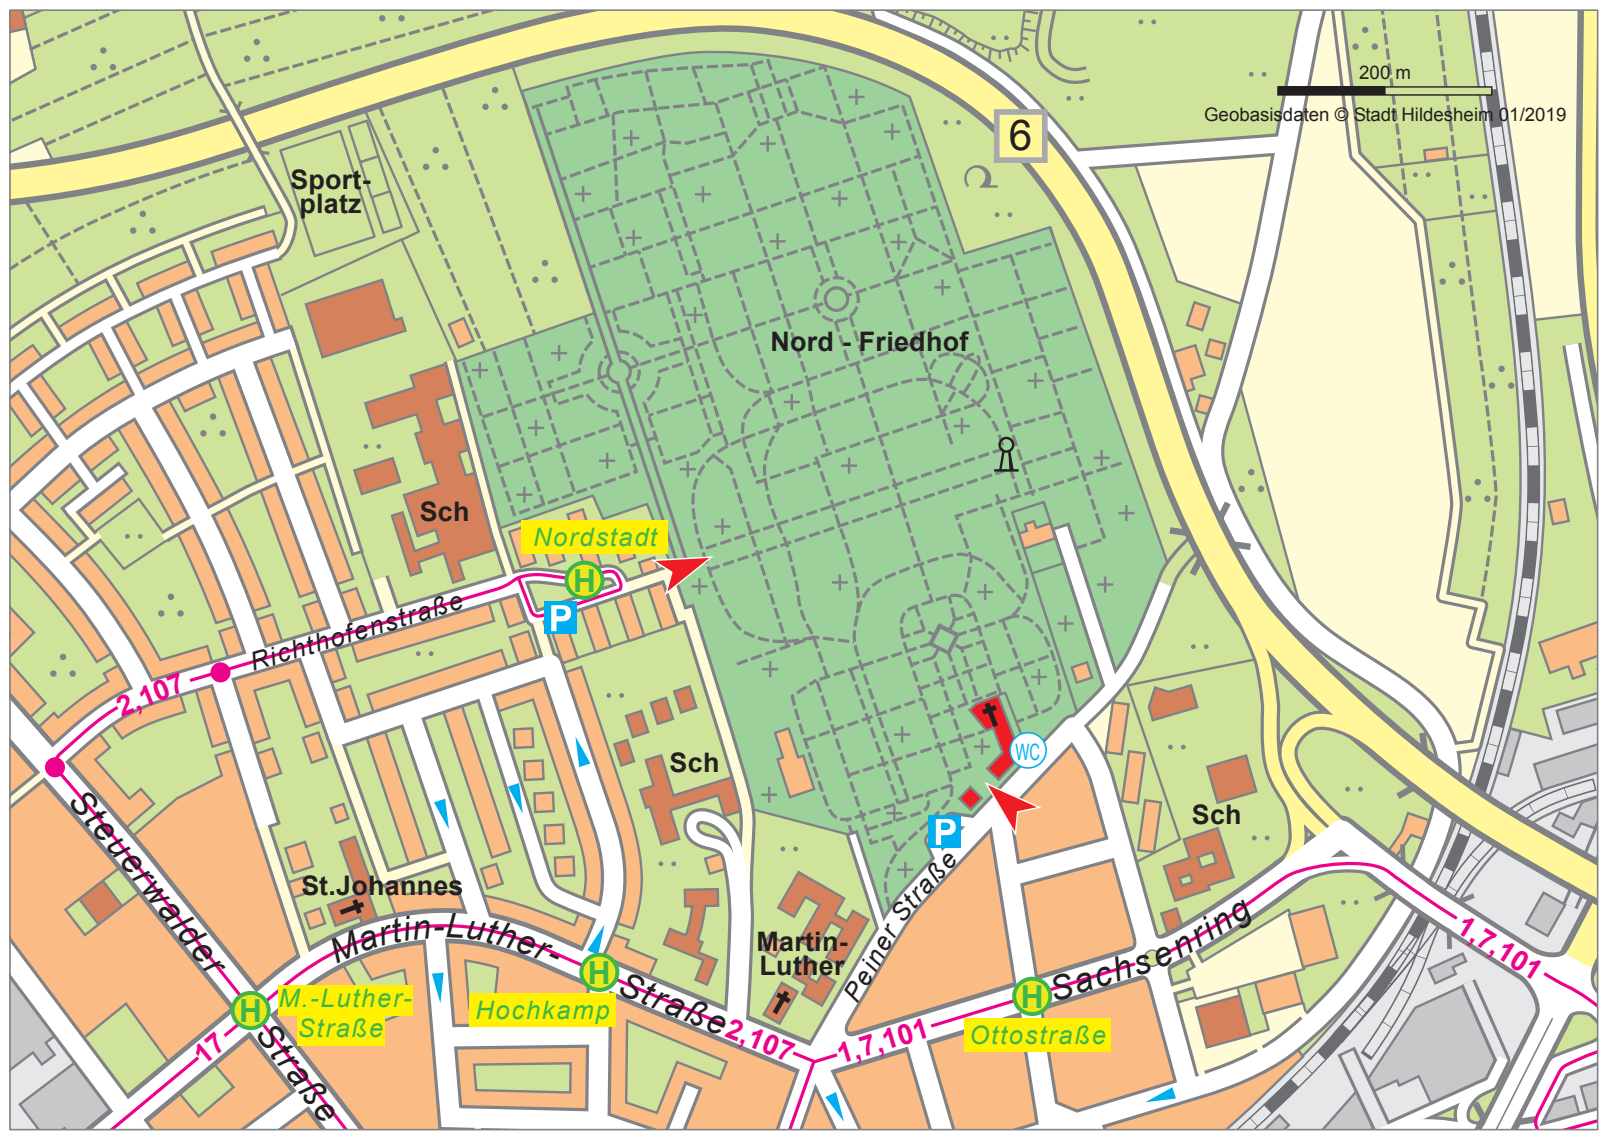 200 m
Geobasisdaten © Stadt Hildesheim 01/2019
6
Sport-
platz
Nord - Friedhof
Sch
Nordstadt
H
P
Richthofenstraße
2,107
WC
Sch
Sch
P
Steuerwalder
Straße
St.Johannes
Martin-Luther-
Straße
Martin-
Luther
Peiner Straße
Sachsenring
1,7,101
H
M.-Luther-
Straße
H
Hochkamp
H
Ottostraße
17
2,107
1,7,101